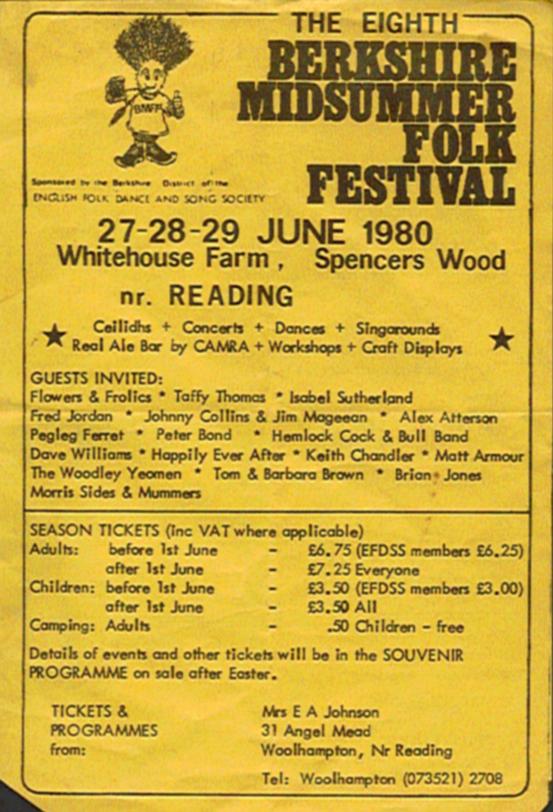 THE EIGHTH
BERKSHIRE
MIDSUMMER
FOLK
FESTIVAL
BMFF
Sponsored by the Berkshire District of the
ENGLISH FOLK DANCE AND SONG SOCIETY
27-28-29 JUNE 1980
Whitehouse Farm, Spencers Wood
nr. READING
Ceilidhs + Concerts + Dances + Singarounds
Real Ale Bar by CAMRA + Workshops + Craft Displays
GUESTS INVITED:
Flowers & Frolics * Taffy Thomas * Isabel Sutherland
Fred Jordan * Johnny Collins & Jim Mageean * Alex Atterson
Pegleg Ferret * Peter Bond * Hemlock Cock & Bull Band
Dave Williams * Happily Ever After * Keith Chandler * Matt Armour
The Woodley Yeomen * Tom & Barbara Brown * Brian Jones
Morris Sides & Mummers
SEASON TICKETS (inc VAT where applicable)
Adults: before 1st June - £6.75 (EFDSS members £6.25)
after 1st June - £7.25 Everyone
Children: before 1st June - £3.50 (EFDSS members £3.00)
after 1st June - £3.50 All
Camping: Adults - .50 Children - free
Details of events and other tickets will be in the SOUVENIR
PROGRAMME on sale after Easter.
TICKETS & Mrs E A Johnson
PROGRAMMES 31 Angel Mead
from: Woolhampton, Nr Reading
Tel: Woolhampton (073521) 2708